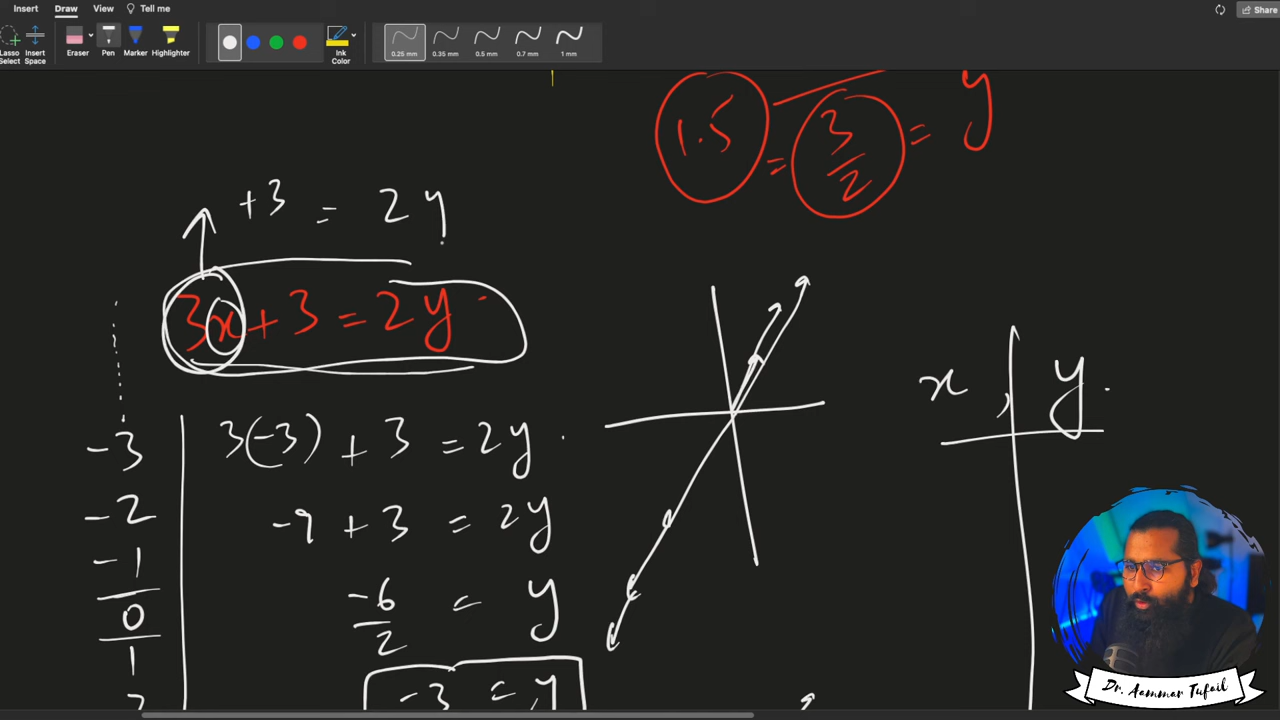 Insert Draw View Tell me
Share
Lasso Select
Insert Space
Eraser
Pen
Marker
Highlighter
Ink Color
0.25 mm
0.35 mm
0.5 mm
0.7 mm
1 mm
1.5 = 3/2 = y
+3 = 2y
3x+3 = 2y
x , y
-3
-2
-1
0
1
3(-3) + 3 = 2y
-9 + 3 = 2y
-6/2 = y
-3 = y
Dr. Aammar Tufail